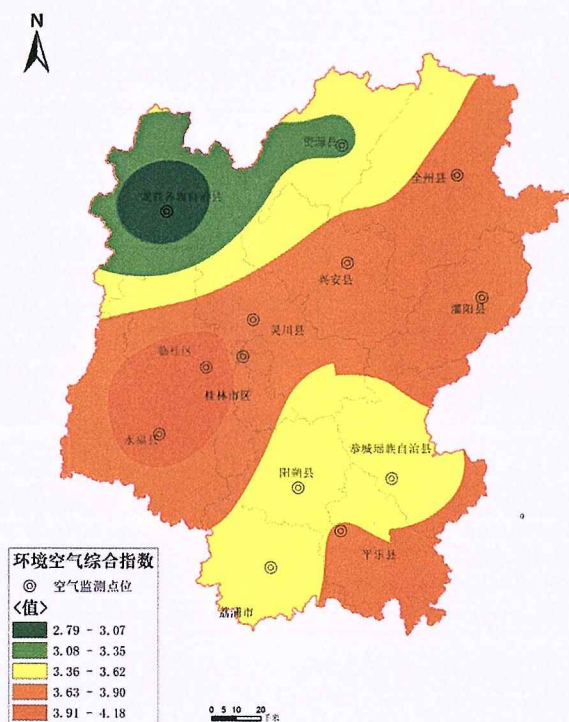 N
资源县
龙胜各族自治县
全州县
兴安县
灌阳县
灵川县
临桂区
桂林市区
永福县
恭城瑶族自治县
阳朔县
平乐县
荔浦市
环境空气综合指数
空气监测点位
<值>
2.79 - 3.07
3.08 - 3.35
3.36 - 3.62
3.63 - 3.90
3.91 - 4.18
0 5 10 20
千米